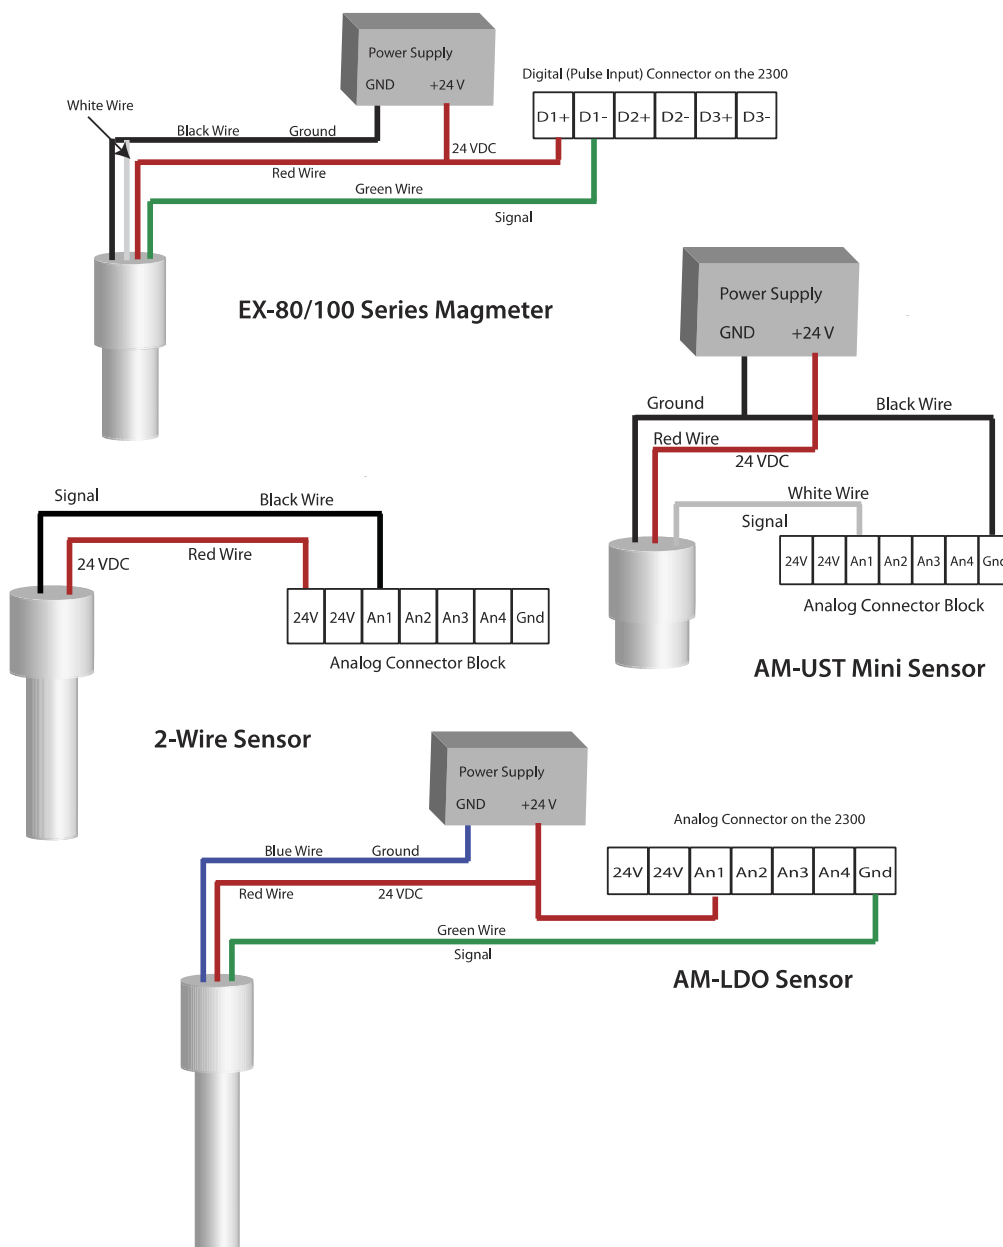 Power Supply
GND +24 V
White Wire
Black Wire Ground
24 VDC
Red Wire
Green Wire
Signal
Digital (Pulse Input) Connector on the 2300
D1+ D1- D2+ D2- D3+ D3-
EX-80/100 Series Magmeter
Power Supply
GND +24 V
Ground Black Wire
Red Wire
24 VDC
White Wire
Signal
24V 24V An1 An2 An3 An4 Gnd
Analog Connector Block
AM-UST Mini Sensor
Signal Black Wire
Red Wire
24 VDC
24V 24V An1 An2 An3 An4 Gnd
Analog Connector Block
2-Wire Sensor
Power Supply
GND +24 V
Blue Wire Ground
Red Wire 24 VDC
Green Wire
Signal
Analog Connector on the 2300
24V 24V An1 An2 An3 An4 Gnd
AM-LDO Sensor